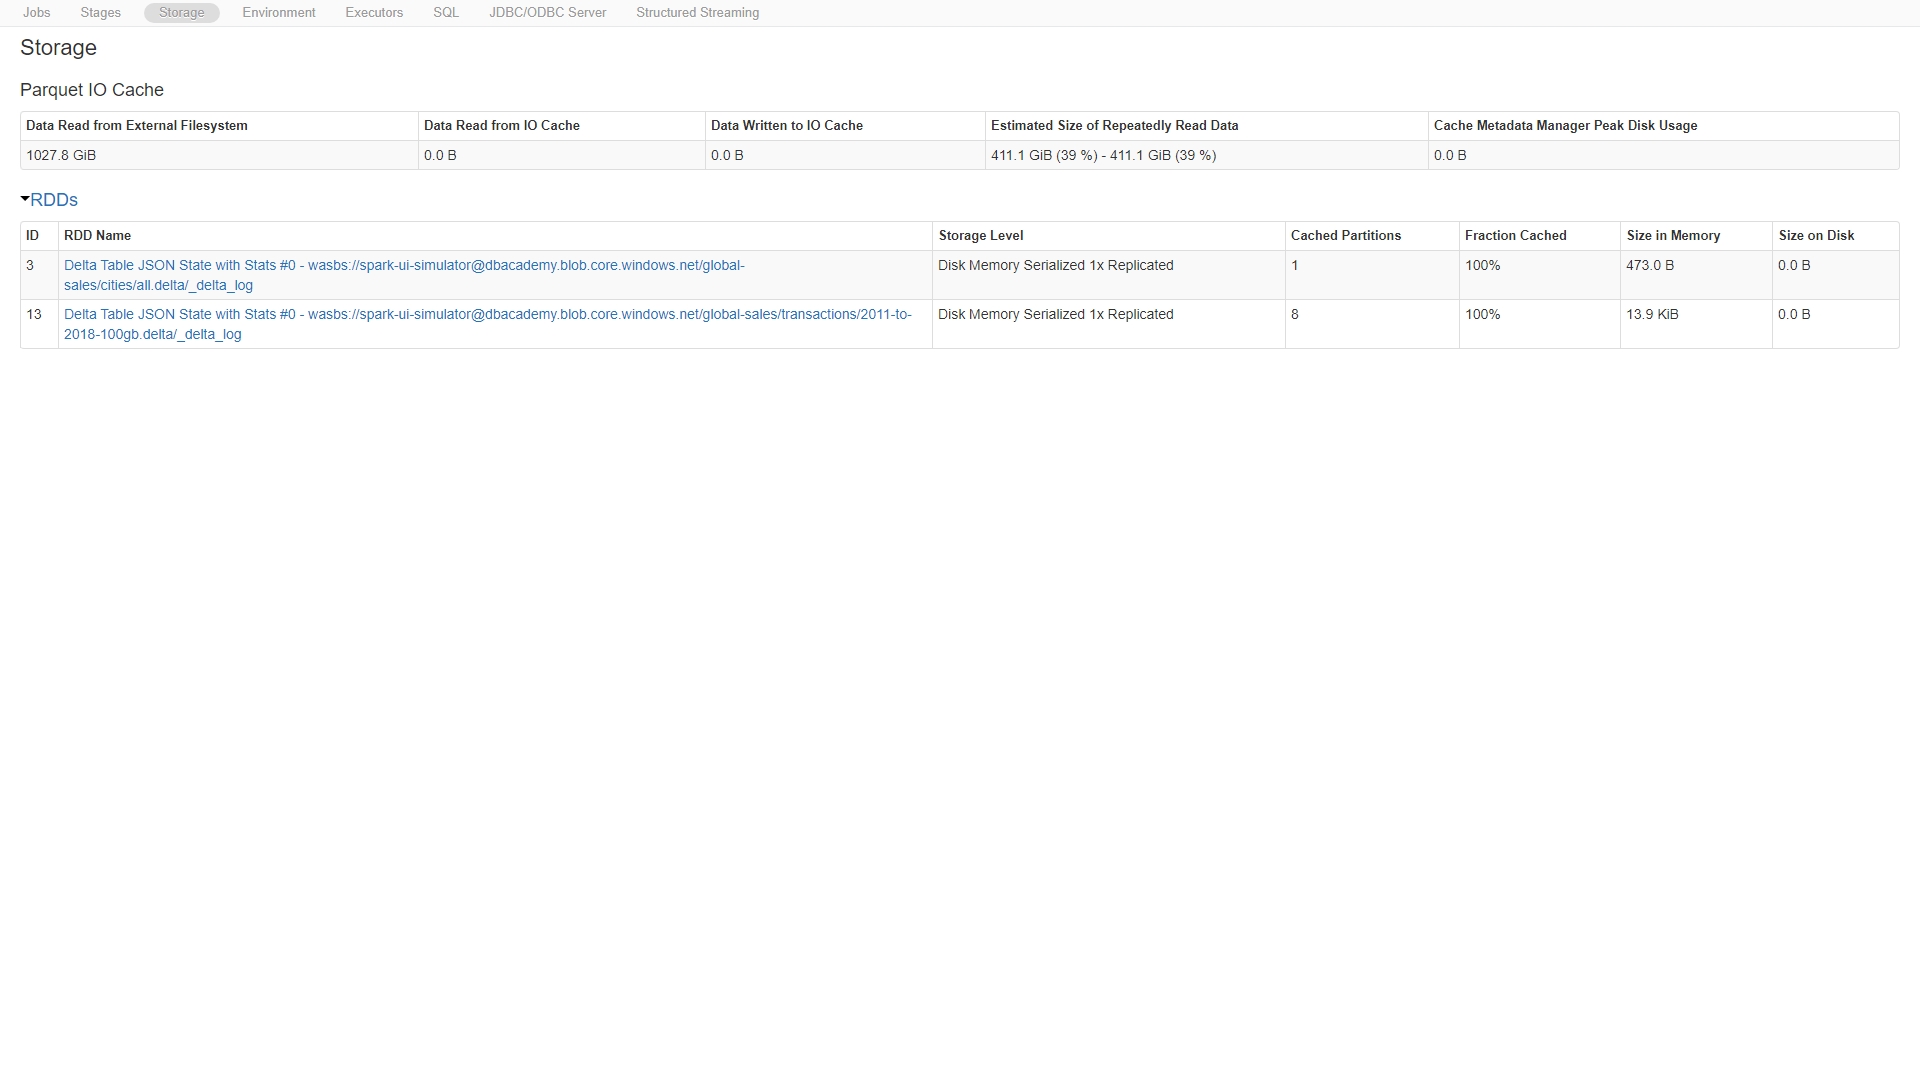 Jobs Stages Storage Environment Executors SQL JDBC/ODBC Server Structured Streaming
Storage
Parquet IO Cache
Data Read from External Filesystem Data Read from IO Cache Data Written to IO Cache Estimated Size of Repeatedly Read Data Cache Metadata Manager Peak Disk Usage
1027.8 GiB 0.0 B 0.0 B 411.1 GiB (39 %) - 411.1 GiB (39 %) 0.0 B
RDDs
ID RDD Name Storage Level Cached Partitions Fraction Cached Size in Memory Size on Disk
3 Delta Table JSON State with Stats #0 - wasbs://spark-ui-simulator@dbacademy.blob.core.windows.net/global- Disk Memory Serialized 1x Replicated 1 100% 473.0 B 0.0 B
sales/cities/all.delta/_delta_log
13 Delta Table JSON State with Stats #0 - wasbs://spark-ui-simulator@dbacademy.blob.core.windows.net/global-sales/transactions/2011-to- Disk Memory Serialized 1x Replicated 8 100% 13.9 KiB 0.0 B
2018-100gb.delta/_delta_log